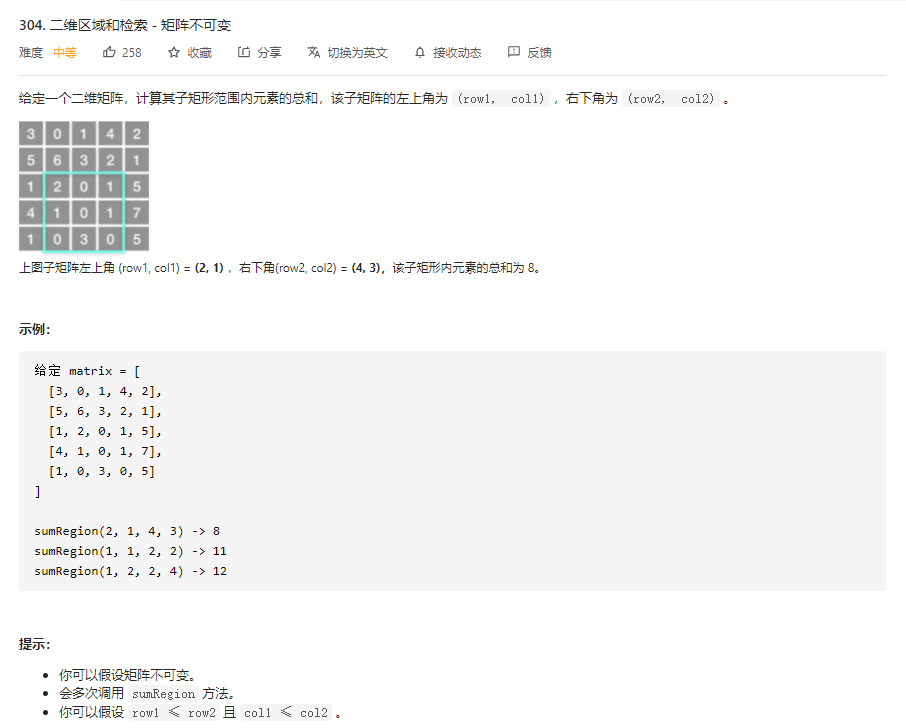 304. 二维区域和检索 - 矩阵不可变
难度 中等 258 收藏 分享 切换为英文 接收动态 反馈
给定一个二维矩阵，计算其子矩形范围内元素的总和，该子矩阵的左上角为 (row1, col1) ，右下角为 (row2, col2) 。
3 0 1 4 2
5 6 3 2 1
1 2 0 1 5
4 1 0 1 7
1 0 3 0 5
上图子矩阵左上角 (row1, col1) = (2, 1) ，右下角(row2, col2) = (4, 3)，该子矩形内元素的总和为 8。
示例：
给定 matrix = [
[3, 0, 1, 4, 2],
[5, 6, 3, 2, 1],
[1, 2, 0, 1, 5],
[4, 1, 0, 1, 7],
[1, 0, 3, 0, 5]
]
sumRegion(2, 1, 4, 3) -> 8
sumRegion(1, 1, 2, 2) -> 11
sumRegion(1, 2, 2, 4) -> 12
提示：
• 你可以假设矩阵不可变。
• 会多次调用 sumRegion 方法。
• 你可以假设 row1 ≤ row2 且 col1 ≤ col2 。